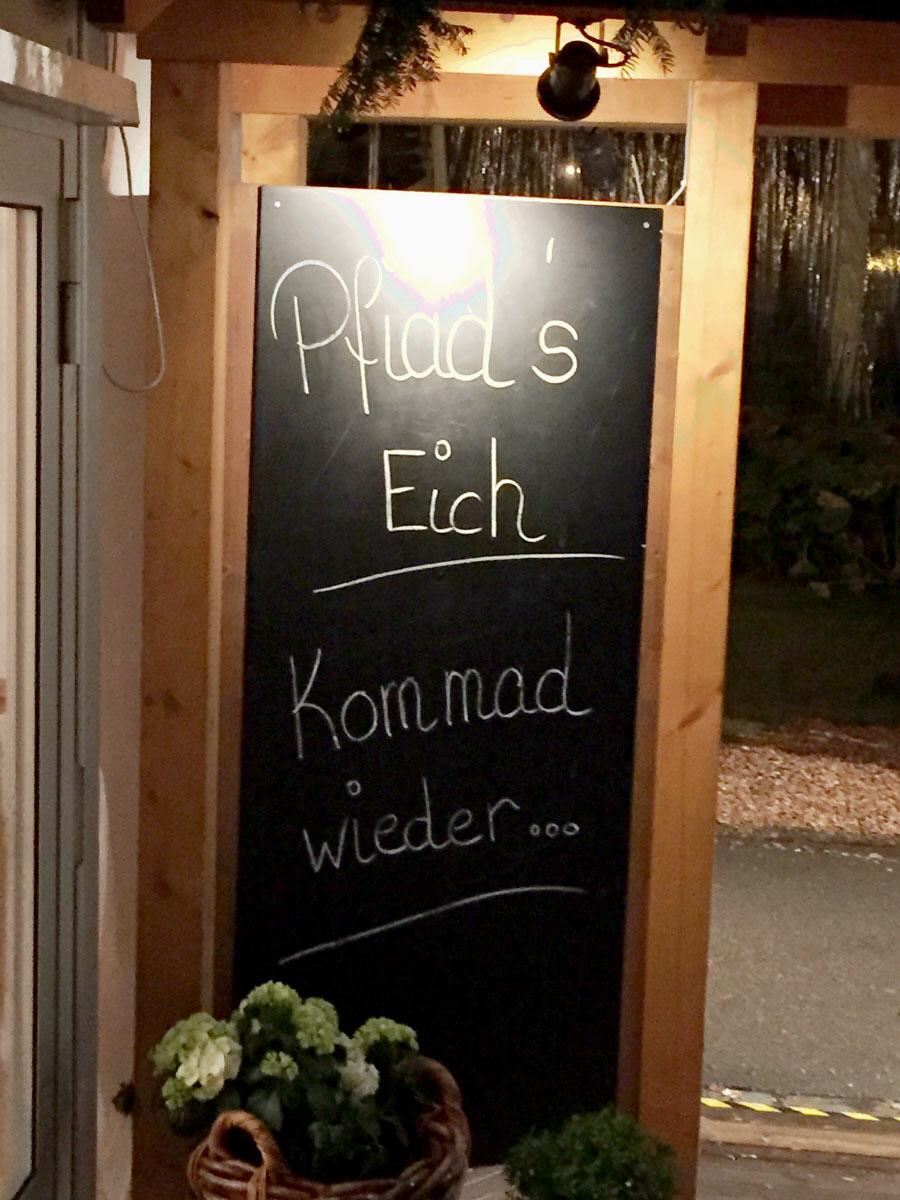 Pfiad's
Eich
Kommad
wieder...